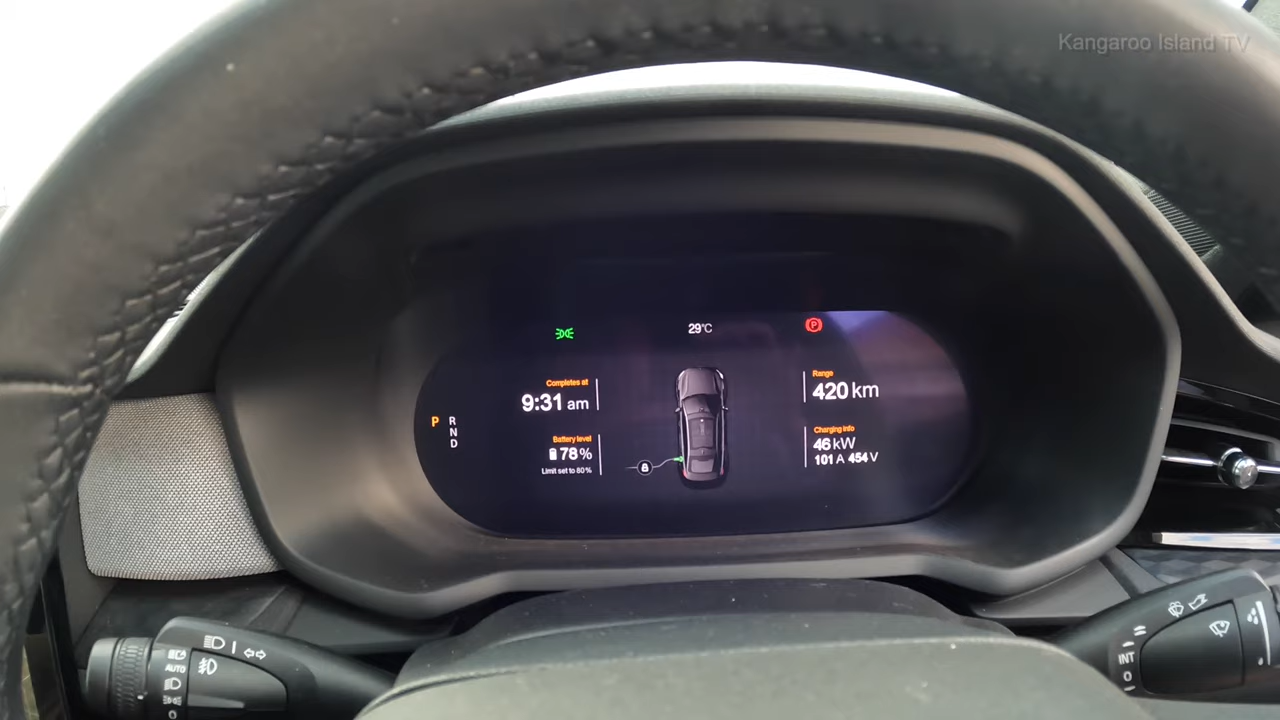 Kangaroo Island TV
29°C
P
Completes at
9:31 am
Range
420 km
P R
N
D
Battery level
78%
Limit set to 80%
Charging info
46 kW
101 A 454 V
AUTO
O
INT
O